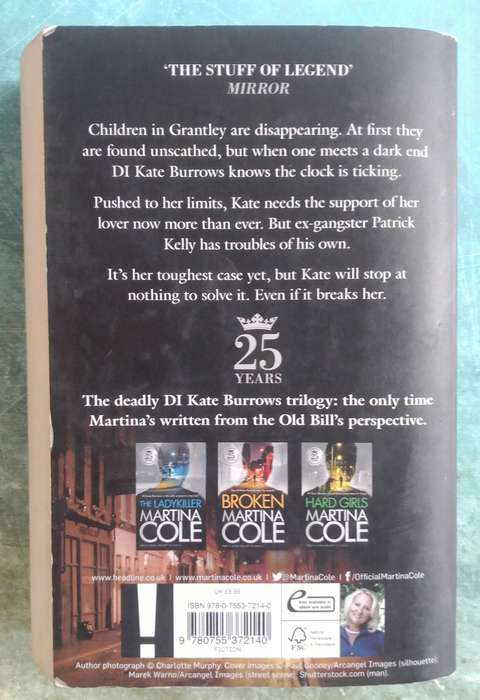 ‘THE STUFF OF LEGEND’
MIRROR
Children in Grantley are disappearing. At first they
are found unscathed, but when one meets a dark end
DI Kate Burrows knows the clock is ticking.
Pushed to her limits, Kate needs the support of her
lover now more than ever. But ex-gangster Patrick
Kelly has troubles of his own.
It’s her toughest case yet, but Kate will stop at
nothing to solve it. Even if it breaks her.
25
YEARS
The deadly DI Kate Burrows trilogy: the only time
Martina’s written from the Old Bill’s perspective.
THE LADYKILLER
MARTINA
COLE
BROKEN
MARTINA
COLE
HARD GIRLS
MARTINA
COLE
www.headline.co.uk | www.martinacole.co.uk | @MartinaCole | f/OfficialMartinaCole
!
ISBN 978-0-7553-7214-0
9 780755 372140
FICTION
e
Also available in
ebook and audio
FSC
Author photograph © Charlotte Murphy. Cover images © Paul Gooney/Arcangel Images (silhouette);
Marek Warno/Arcangel Images (street scene); Shutterstock.com (man).